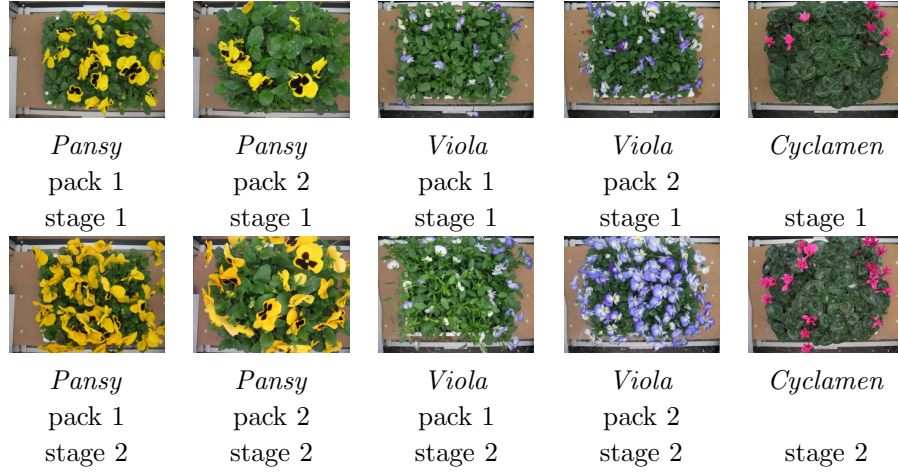 Pansy Pansy Viola Viola Cyclamen
pack 1 pack 2 pack 1 pack 2
stage 1 stage 1 stage 1 stage 1 stage 1
Pansy Pansy Viola Viola Cyclamen
pack 1 pack 2 pack 1 pack 2
stage 2 stage 2 stage 2 stage 2 stage 2